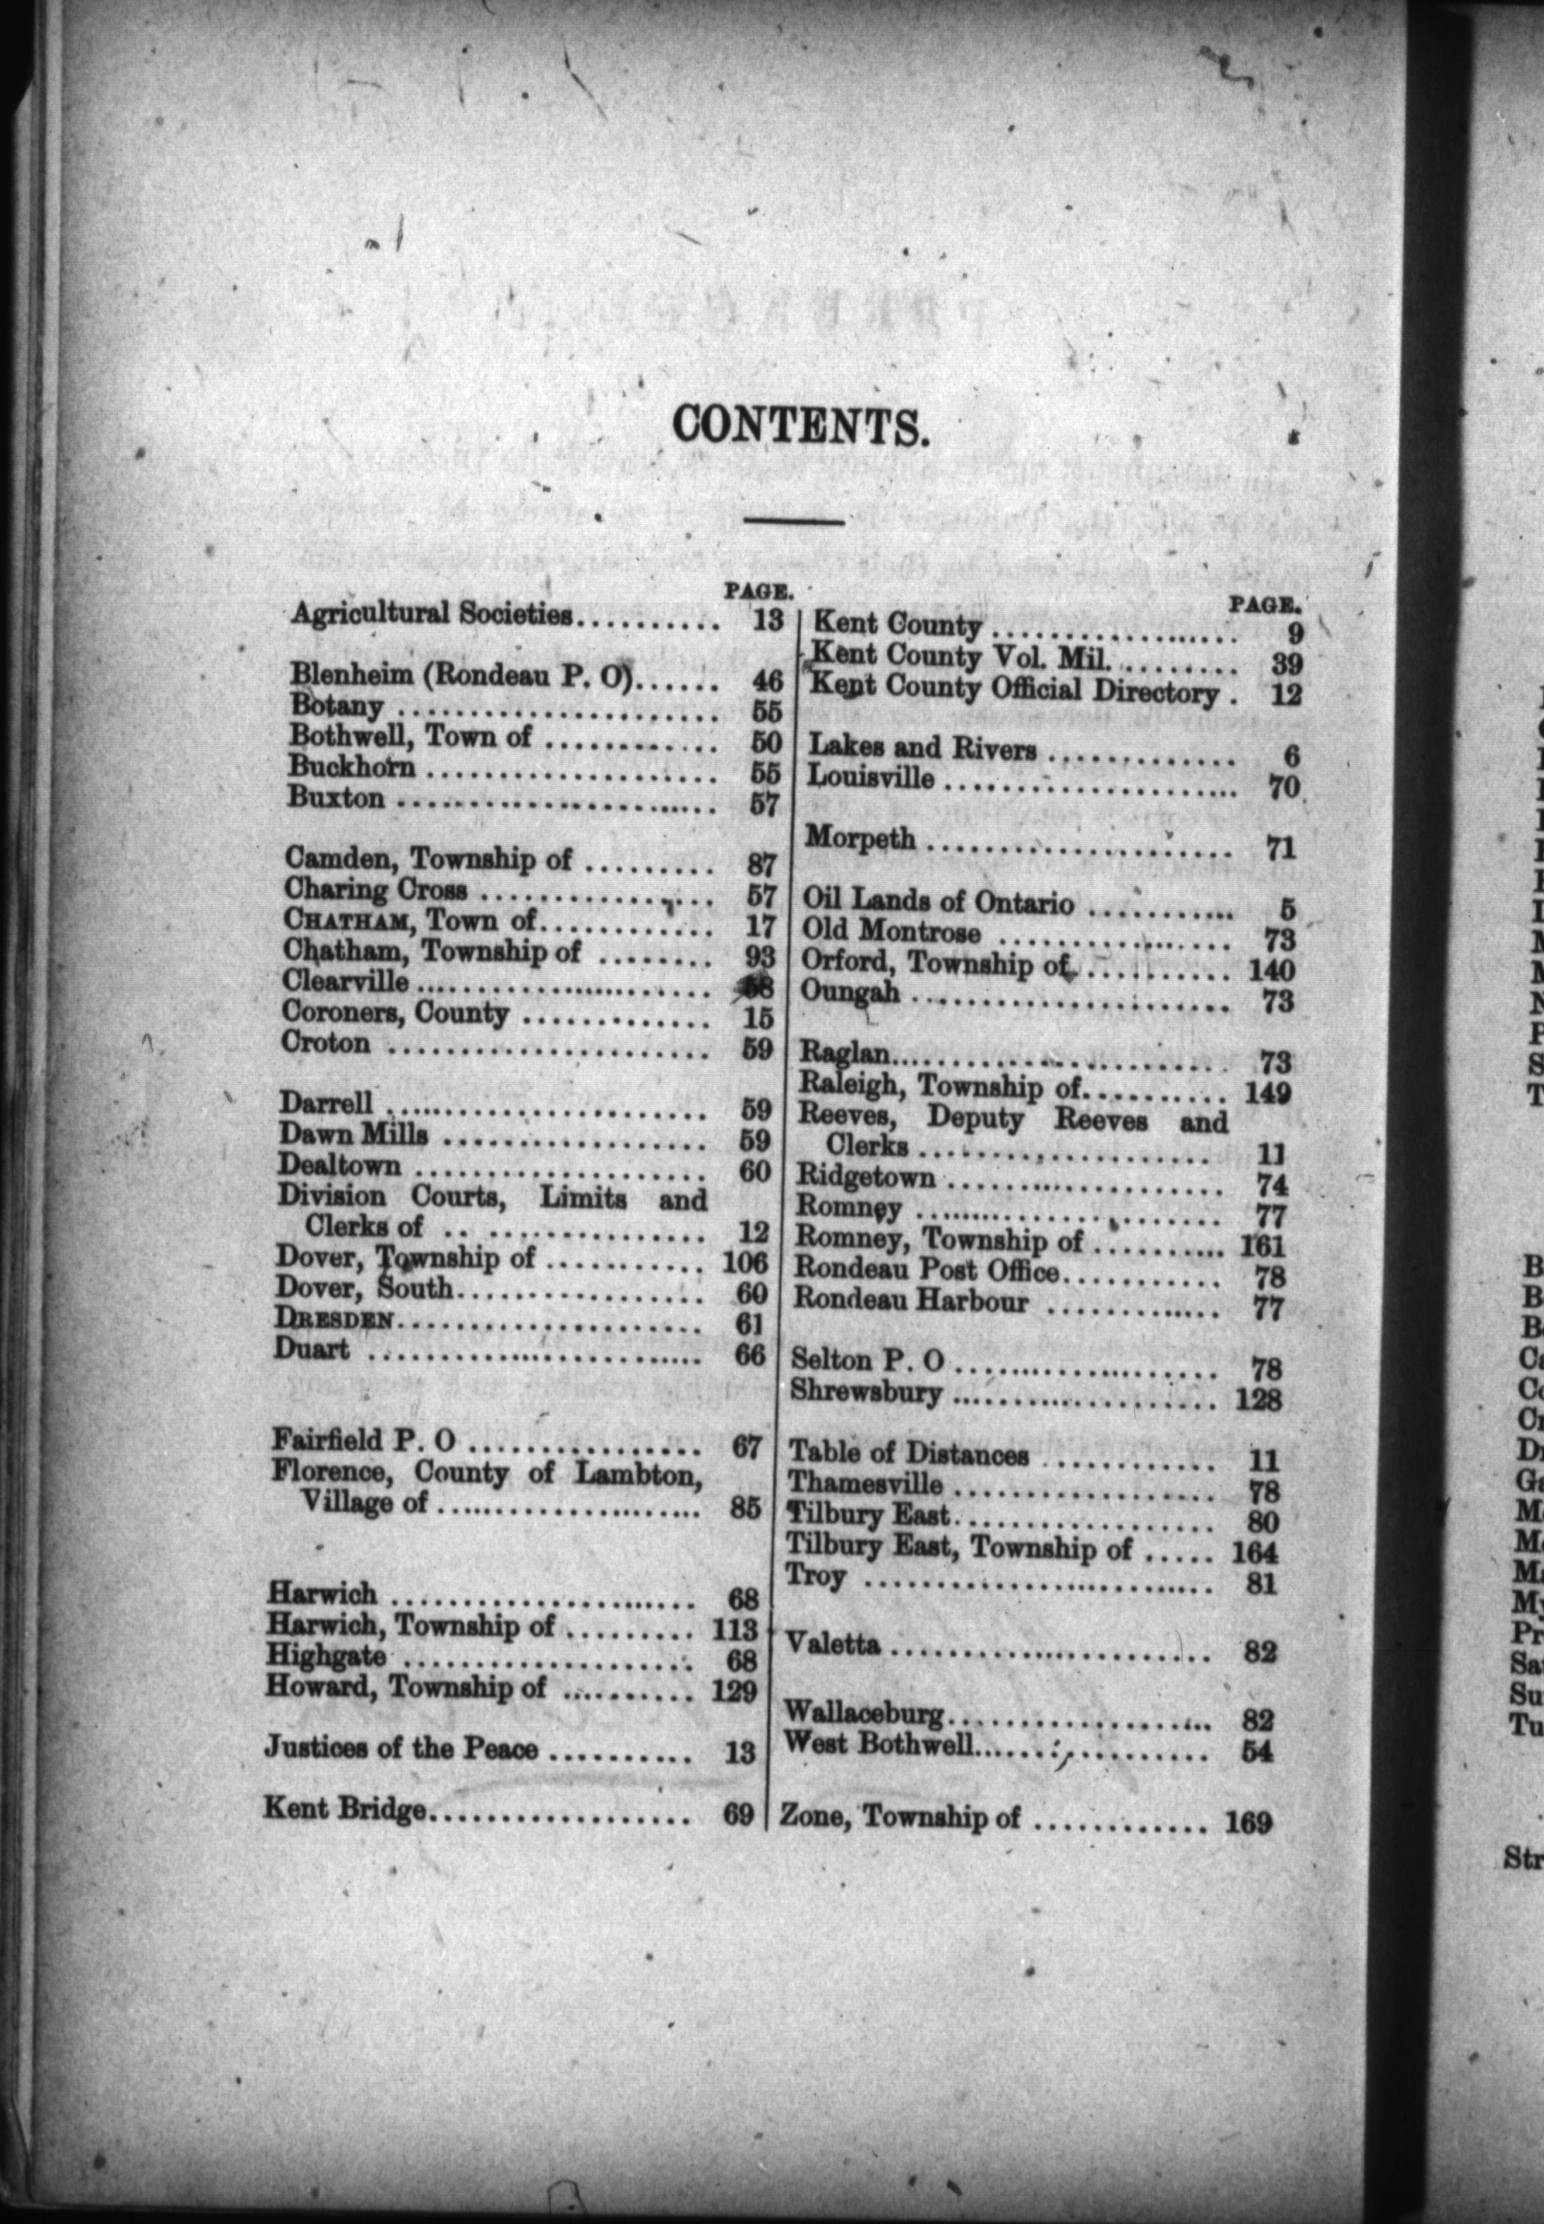 CONTENTS.
PAGE.
Agricultural Societies.......... 13
Blenheim (Rondeau P. O)...... 46
Botany ...................... 55
Bothwell, Town of ............ 50
Buckhorn .................... 55
Buxton ...................... 57
Camden, Township of ......... 87
Charing Cross ................ 57
CHATHAM, Town of............ 17
Chatham, Township of ........ 93
Clearville ..................... 58
Coroners, County ............. 15
Croton ...................... 59
Darrell ...................... 59
Dawn Mills .................. 59
Dealtown .................... 60
Division Courts, Limits and
Clerks of .. ............... 12
Dover, Township of ........... 106
Dover, South................. 60
DRESDEN..................... 61
Duart ....................... 66
Fairfield P. O ................ 67
Florence, County of Lambton,
Village of ................... 85
Harwich ..................... 68
Harwich, Township of ......... 113
Highgate .................... 68
Howard, Township of .......... 129
Justices of the Peace .......... 13
Kent Bridge.................. 69
PAGE.
Kent County ................. 9
Kent County Vol. Mil. ........ 39
Kent County Official Directory . 12
Lakes and Rivers ............. 6
Louisville .................... 70
Morpeth ..................... 71
Oil Lands of Ontario ........... 5
Old Montrose ................ 73
Orford, Township of........... 140
Oungah ...................... 73
Raglan....................... 73
Raleigh, Township of.......... 149
Reeves, Deputy Reeves and
Clerks .................... 11
Ridgetown ................... 74
Romney ..................... 77
Romney, Township of .......... 161
Rondeau Post Office........... 78
Rondeau Harbour ............ 77
Selton P. O ................... 78
Shrewsbury ................... 128
Table of Distances ............ 11
Thamesville .................. 78
Tilbury East.................. 80
Tilbury East, Township of ..... 164
Troy ........................ 81
Valetta ...................... 82
Wallaceburg................... 82
West Bothwell................ 54
Zone, Township of ............ 169